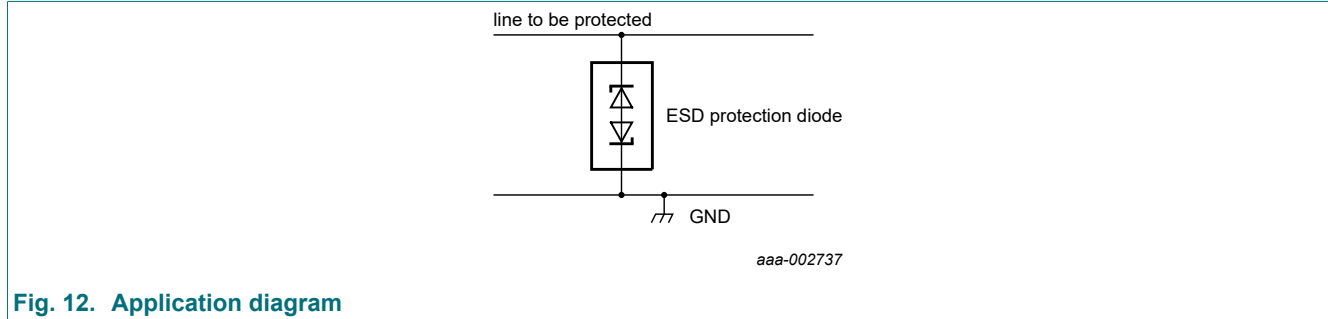 line to be protected
ESD protection diode
GND
aaa-002737
Fig. 12. Application diagram